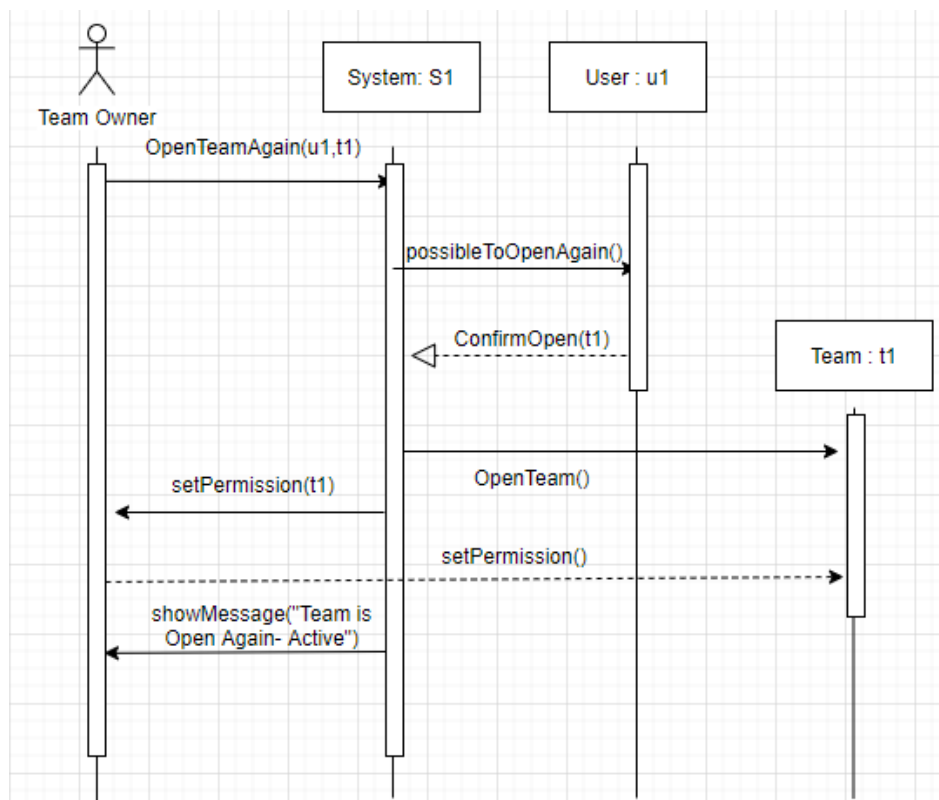 System: S1
User : u1
Team Owner
OpenTeamAgain(u1,t1)
possibleToOpenAgain()
ConfirmOpen(t1)
Team : t1
OpenTeam()
setPermission(t1)
setPermission()
showMessage("Team is
Open Again- Active")